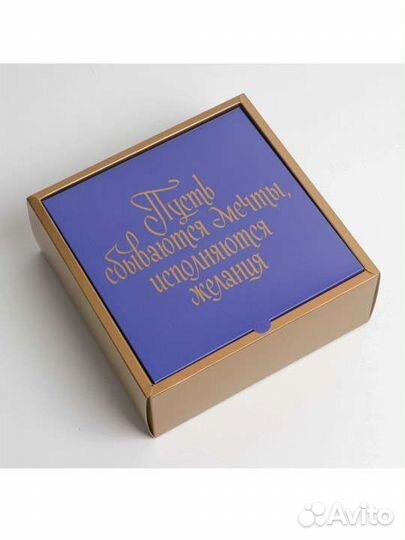 Пусть
сбываются мечты,
исполняются
желания
Avito